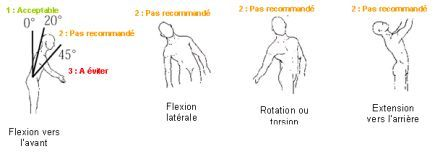 1 : Acceptable
0° 20°
2 : Pas recommandé
45°
3 : A éviter
Flexion vers
l'avant
2 : Pas recommandé
Flexion
latérale
2 : Pas recommandé
Rotation ou
torsion
2 : Pas recommandé
Extension
vers l'arrière